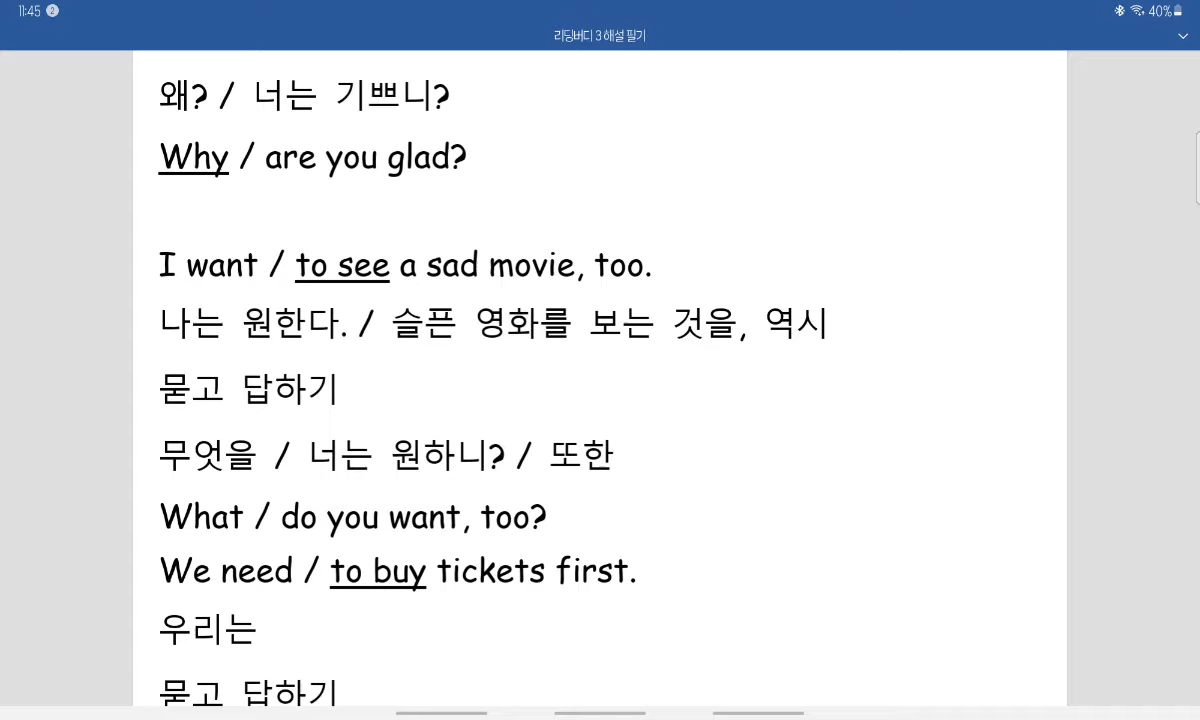 11:45 2 40%
리딩버디 3 해설 필기
왜? / 너는 기쁘니?
Why / are you glad?
I want / to see a sad movie, too.
나는 원한다. / 슬픈 영화를 보는 것을, 역시
묻고 답하기
무엇을 / 너는 원하니? / 또한
What / do you want, too?
We need / to buy tickets first.
우리는
묻고 답하기